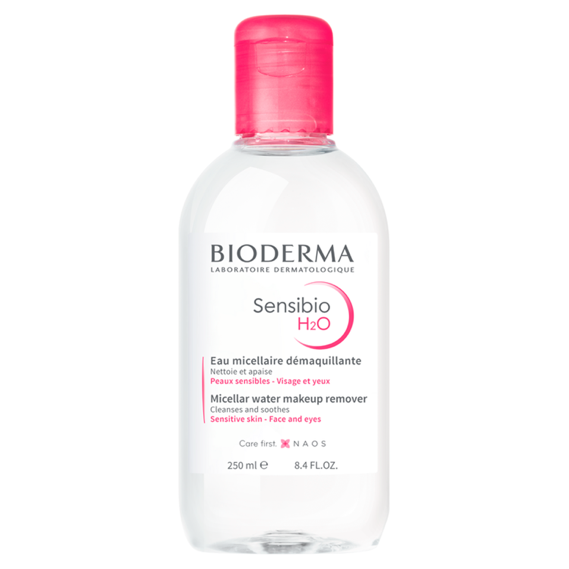 BIODERMA
LABORATOIRE DERMATOLOGIQUE
Sensibio
H2O
Eau micellaire démaquillante
Nettoie et apaise
Peaux sensibles - Visage et yeux
Micellar water makeup remover
Cleanses and soothes
Sensitive skin - Face and eyes
Care first. NAOS
250 ml ℮ 8.4 FL.OZ.